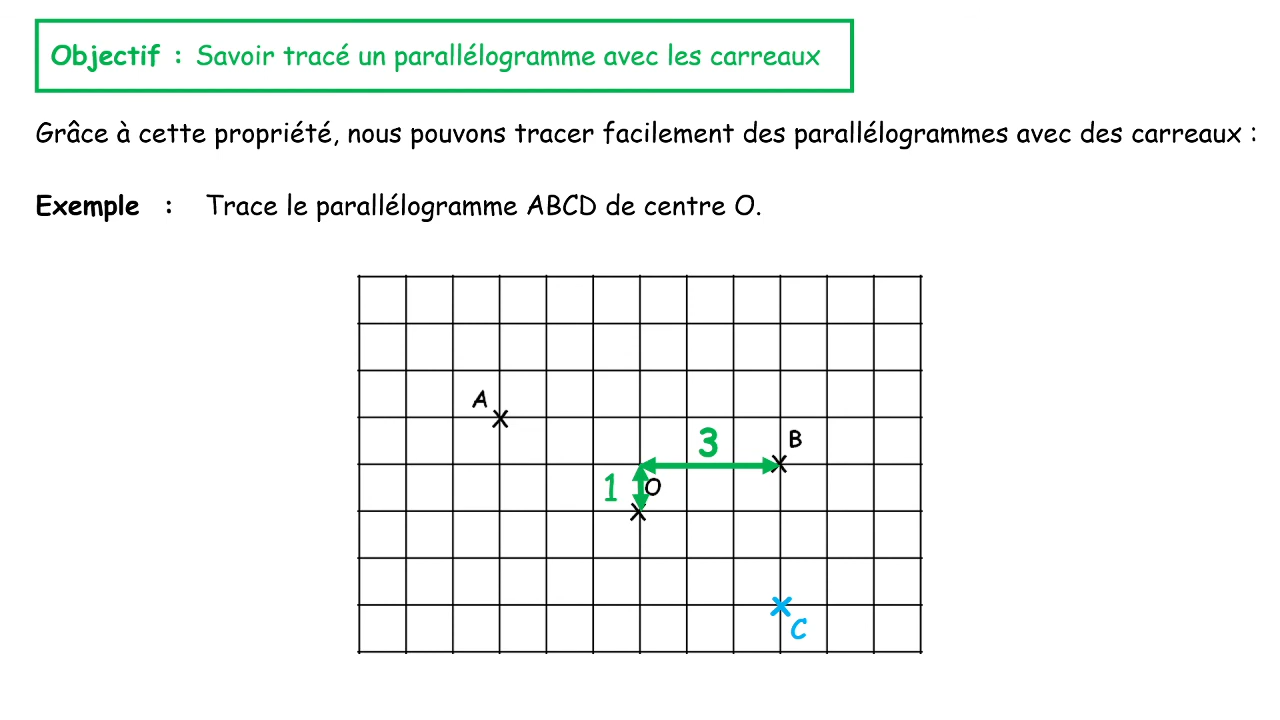 Objectif : Savoir tracé un parallélogramme avec les carreaux
Grâce à cette propriété, nous pouvons tracer facilement des parallélogrammes avec des carreaux :
Exemple : Trace le parallélogramme ABCD de centre O.
A
3
B
1
O
C